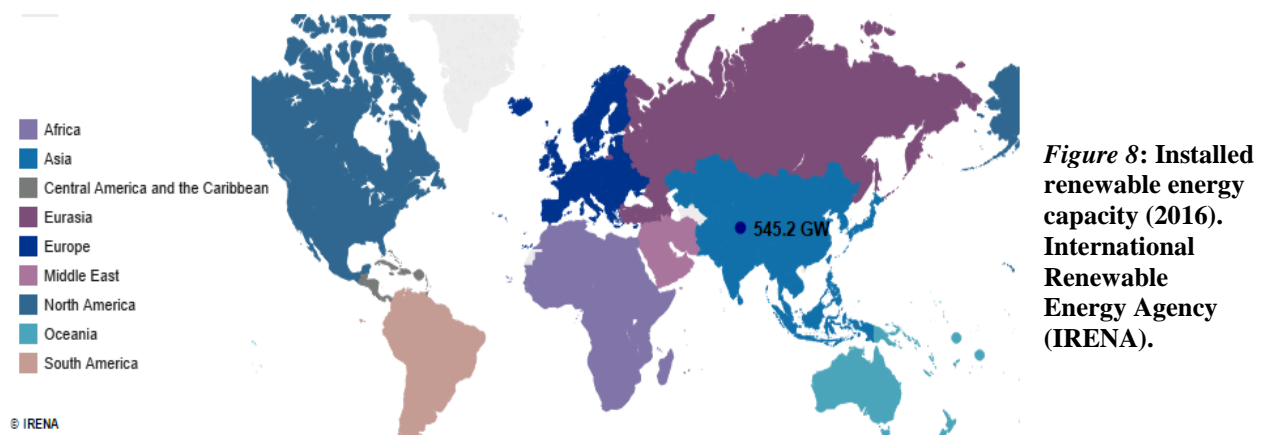 Africa
Asia
Central America and the Caribbean
Eurasia
Europe
Middle East
North America
Oceania
South America
© IRENA
545.2 GW
Figure 8: Installed
renewable energy
capacity (2016).
International
Renewable
Energy Agency
(IRENA).